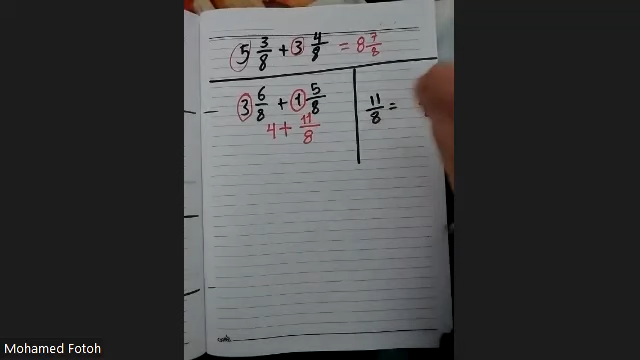 5 3/8 + 3 4/8 = 8 7/8
3 6/8 + 1 5/8
4 + 11/8
11/8 =
Mohamed Fotoh